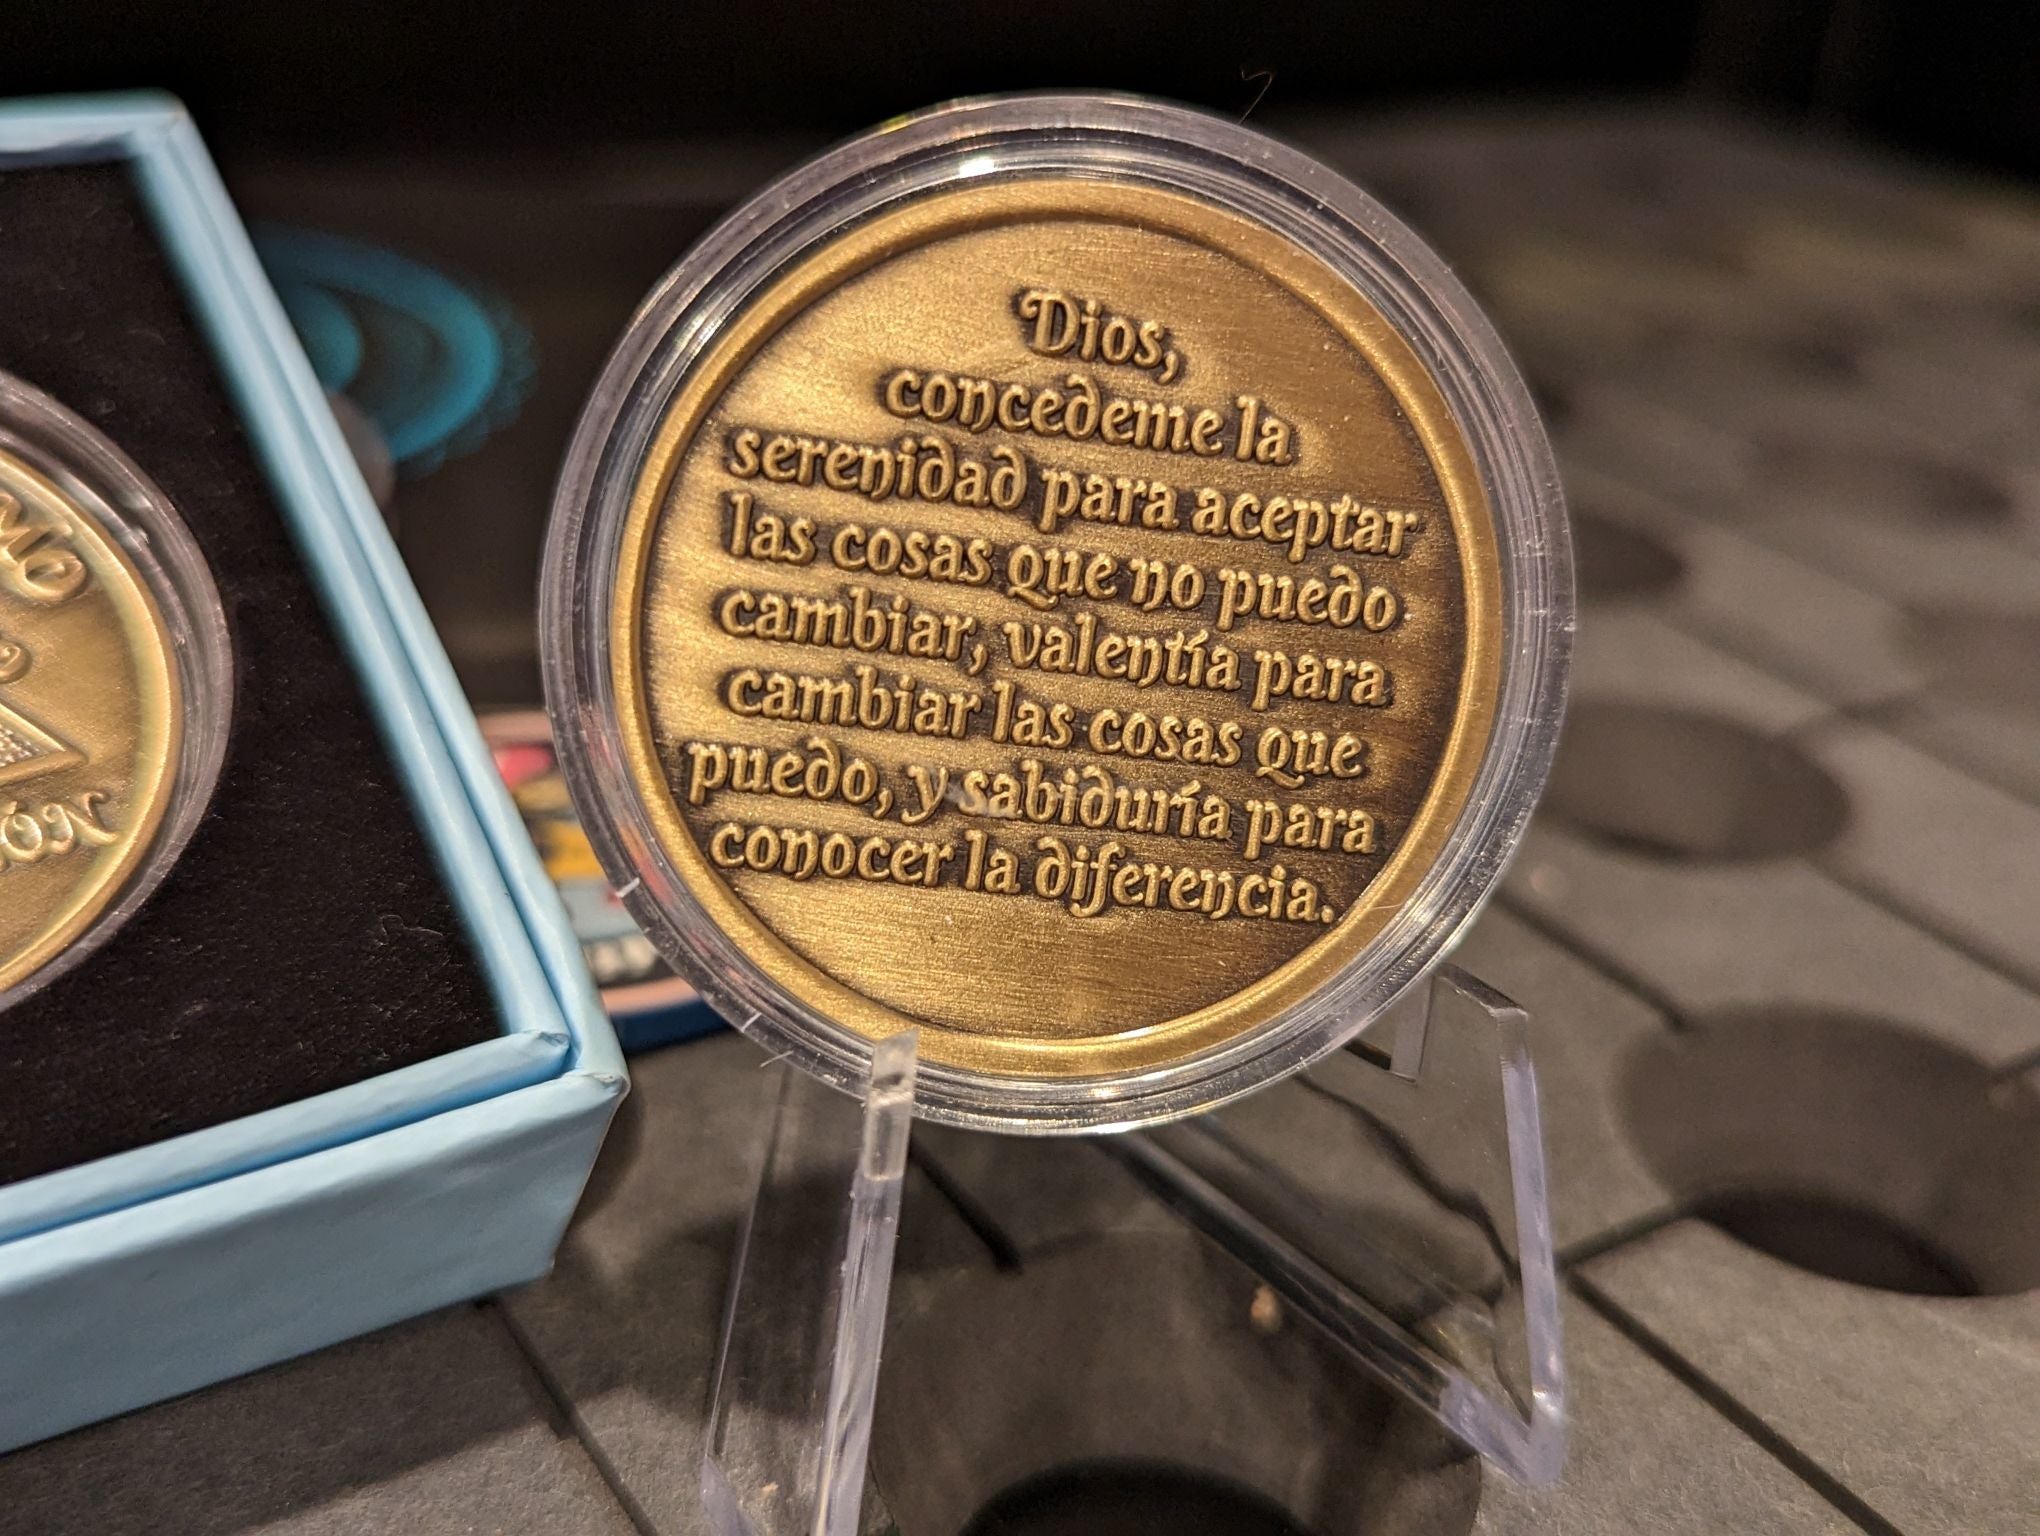 Dios,
concedeme la
serenidad para aceptar
las cosas que no puedo
cambiar, valentía para
cambiar las cosas que
puedo, y sabiduría para
conocer la diferencia.